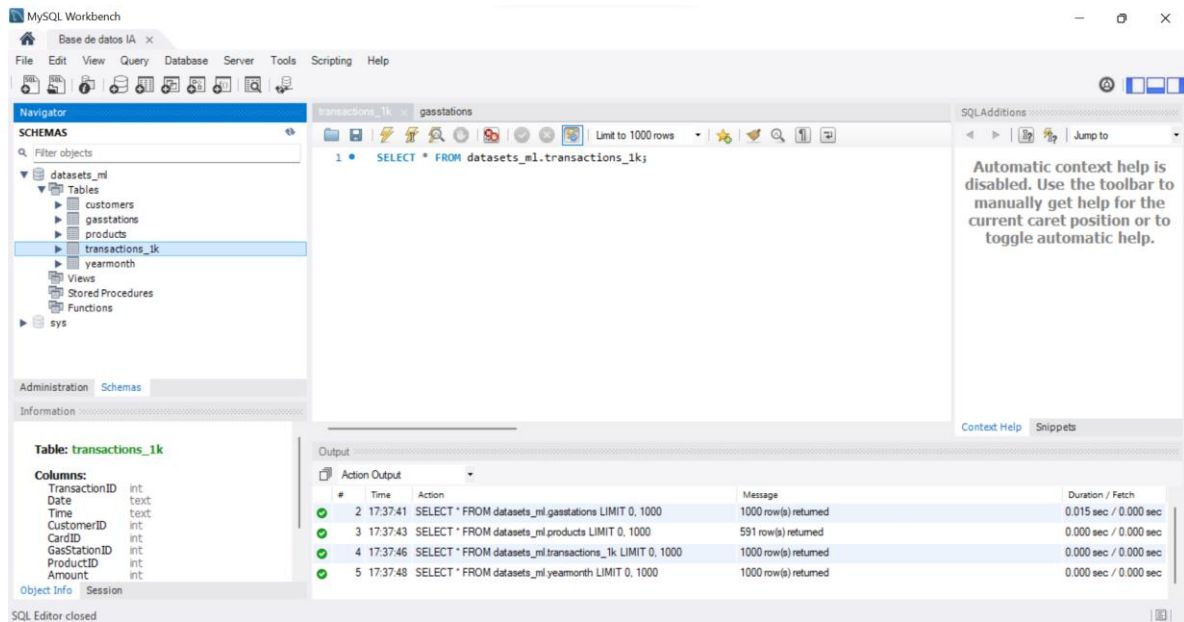 MySQL Workbench
Base de datos IA ×
File Edit View Query Database Server Tools Scripting Help
Navigator
SCHEMAS
Filter objects
datasets_ml
Tables
customers
gasstations
products
transactions_1k
yearmonth
Views
Stored Procedures
Functions
sys
Administration Schemas
Information
Table: transactions_1k
Columns:
TransactionID int
Date text
Time text
CustomerID int
CardID int
GasStationID int
ProductID int
Amount int
Object Info Session
transactions_1k × gasstations
Limit to 1000 rows
1 SELECT * FROM datasets_ml.transactions_1k;
SQLAdditions
Jump to
Automatic context help is
disabled. Use the toolbar to
manually get help for the
current caret position or to
toggle automatic help.
Context Help Snippets
Output
Action Output
# Time Action Message Duration / Fetch
2 17:37:41 SELECT * FROM datasets_ml.gasstations LIMIT 0, 1000 1000 row(s) returned 0.015 sec / 0.000 sec
3 17:37:43 SELECT * FROM datasets_ml.products LIMIT 0, 1000 591 row(s) returned 0.000 sec / 0.000 sec
4 17:37:46 SELECT * FROM datasets_ml.transactions_1k LIMIT 0, 1000 1000 row(s) returned 0.000 sec / 0.000 sec
5 17:37:48 SELECT * FROM datasets_ml.yearmonth LIMIT 0, 1000 1000 row(s) returned 0.000 sec / 0.000 sec
SQL Editor closed